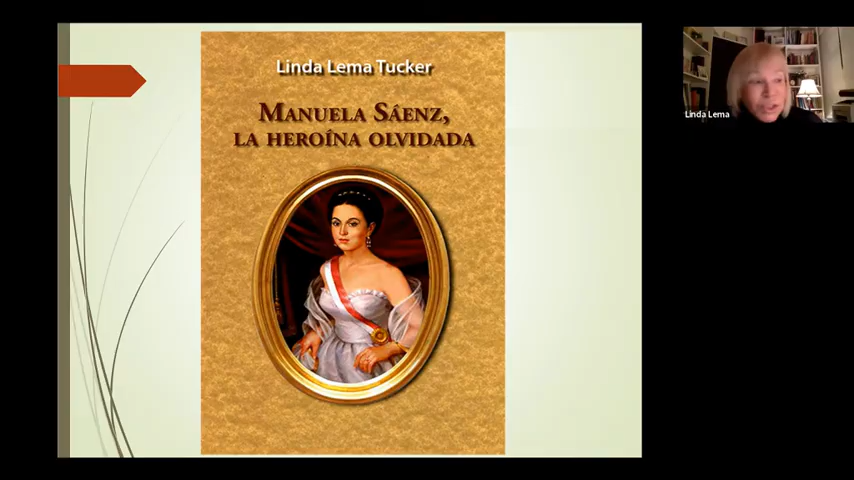 Linda Lema Tucker
MANUELA SÁENZ,
LA HEROÍNA OLVIDADA
Linda Lema